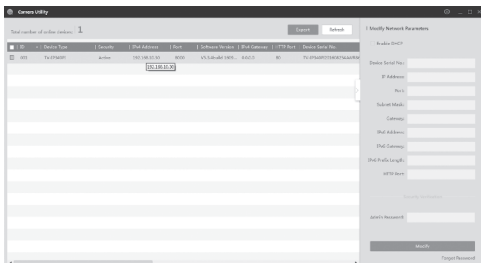 Camera Utility
Total number of online devices: 1
Export
Refresh
ID
Device Type
Security
IPv4 Address
Port
Software Version
IPv4 Gateway
HTTP Port
Device Serial No.
001
Active
192.168.10.30
8000
80
192.168.10.30
Modify Network Parameters
Enable DHCP
Device Serial No.:
IP Address:
Port:
Subnet Mask:
Gateway:
IPv6 Address:
IPv6 Gateway:
IPv6 Prefix Length:
HTTP Port:
Admin Password:
Modify
Forgot Password